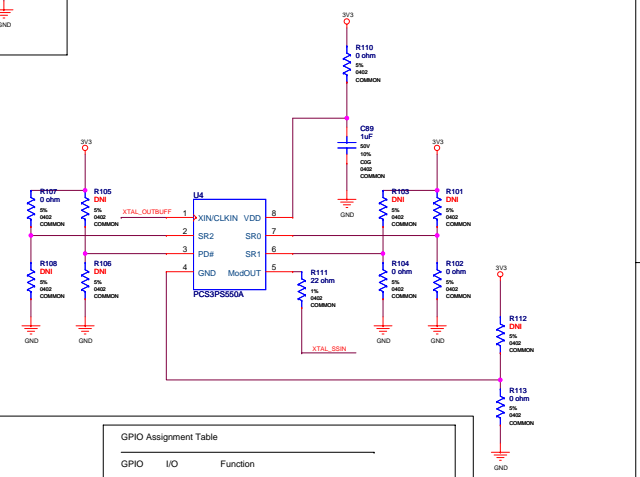 GND
3V3
R110
0 ohm
5%
0402
COMMON
C89
1uF
50V
10%
C0G
0402
COMMON
GND
3V3
R107
0 ohm
5%
0402
COMMON
R105
DNI
5%
0402
COMMON
R108
DNI
5%
0402
COMMON
R106
DNI
5%
0402
COMMON
GND
GND
XTAL_OUTBUFF
U4
1 XIN/CLKIN VDD 8
2 SR2 SR0 7
3 PD# SR1 6
4 GND ModOUT 5
PCS3PS550A
R111
22 ohm
1%
0402
COMMON
XTAL_SSIN
3V3
R103
DNI
5%
0402
COMMON
R101
DNI
5%
0402
COMMON
R104
0 ohm
5%
0402
COMMON
R102
0 ohm
5%
0402
COMMON
GND
GND
3V3
R112
DNI
5%
0402
COMMON
R113
0 ohm
5%
0402
COMMON
GND
GPIO Assignment Table
GPIO I/O Function